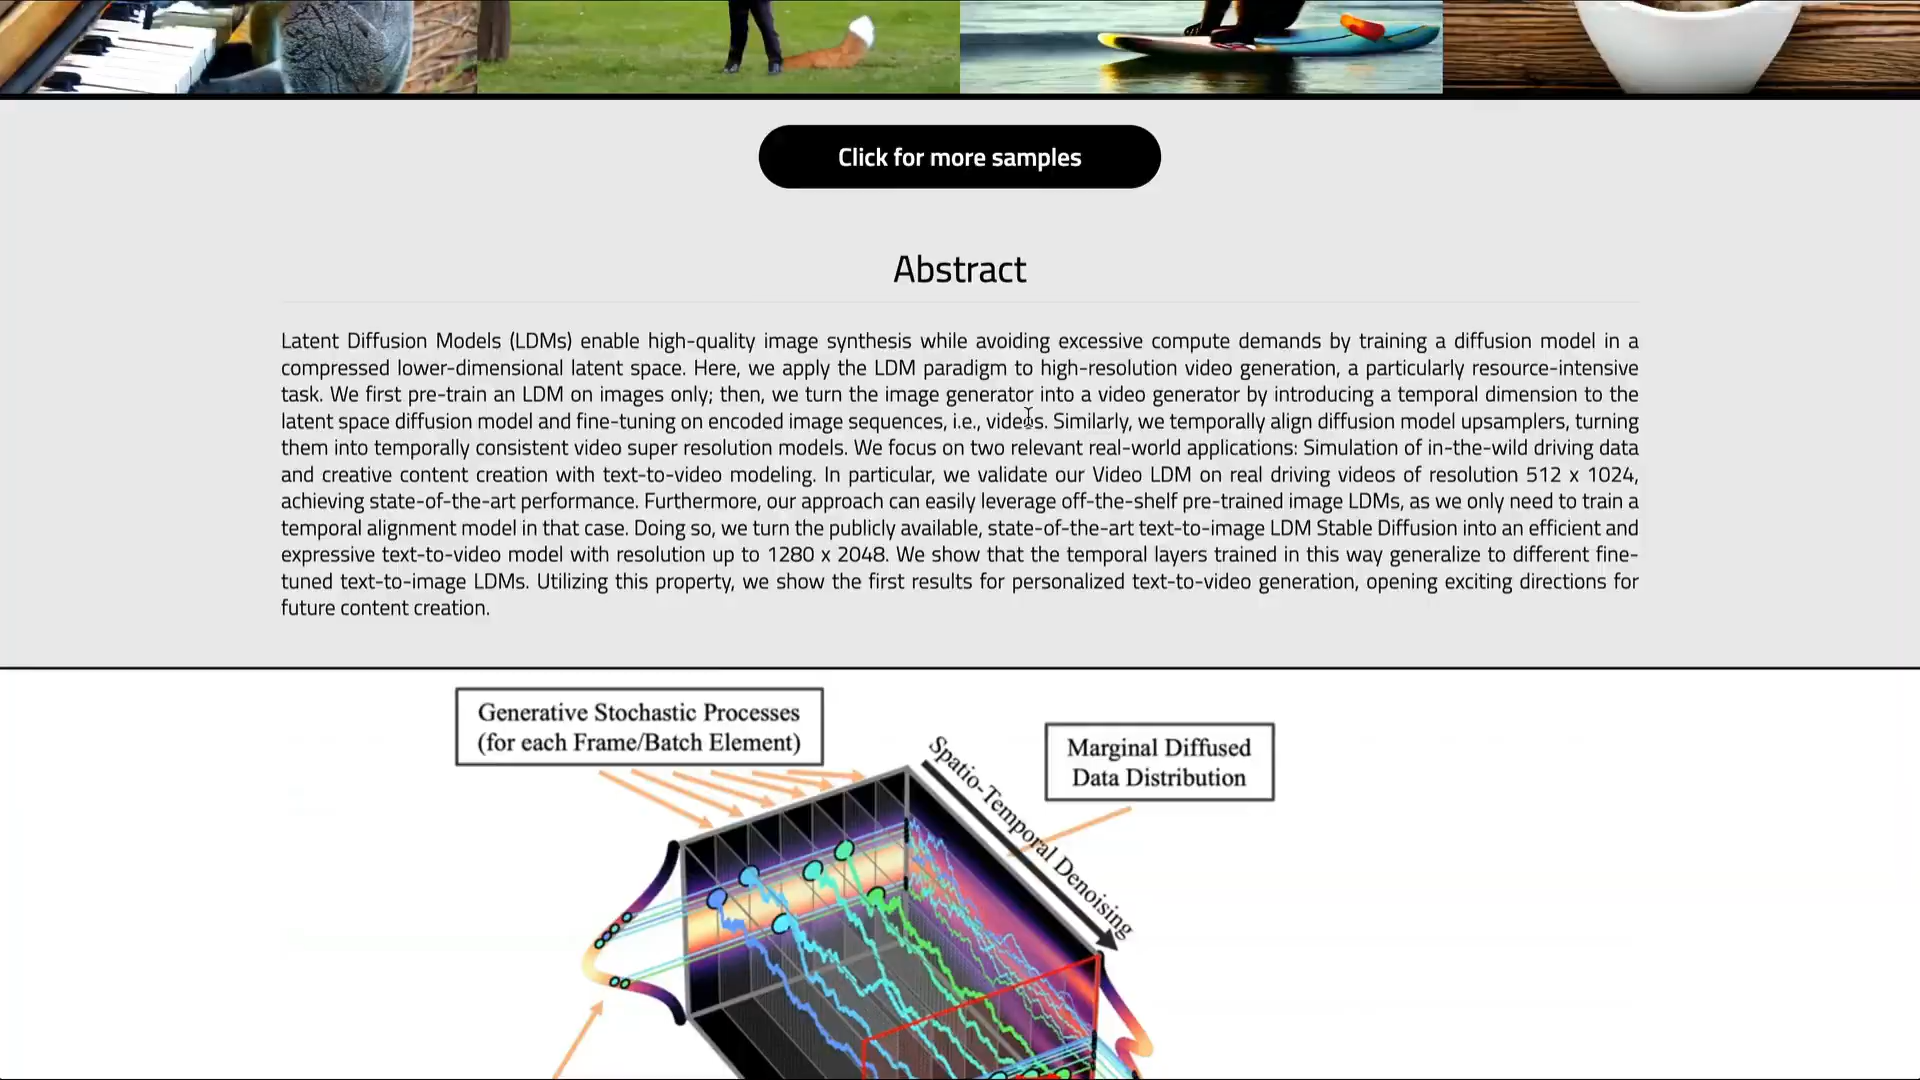 Click for more samples
Abstract
Latent Diffusion Models (LDMs) enable high-quality image synthesis while avoiding excessive compute demands by training a diffusion model in a
compressed lower-dimensional latent space. Here, we apply the LDM paradigm to high-resolution video generation, a particularly resource-intensive
task. We first pre-train an LDM on images only; then, we turn the image generator into a video generator by introducing a temporal dimension to the
latent space diffusion model and fine-tuning on encoded image sequences, i.e., videos. Similarly, we temporally align diffusion model upsamplers, turning
them into temporally consistent video super resolution models. We focus on two relevant real-world applications: Simulation of in-the-wild driving data
and creative content creation with text-to-video modeling. In particular, we validate our Video LDM on real driving videos of resolution 512 x 1024,
achieving state-of-the-art performance. Furthermore, our approach can easily leverage off-the-shelf pre-trained image LDMs, as we only need to train a
temporal alignment model in that case. Doing so, we turn the publicly available, state-of-the-art text-to-image LDM Stable Diffusion into an efficient and
expressive text-to-video model with resolution up to 1280 x 2048. We show that the temporal layers trained in this way generalize to different fine-
tuned text-to-image LDMs. Utilizing this property, we show the first results for personalized text-to-video generation, opening exciting directions for
future content creation.
Generative Stochastic Processes
(for each Frame/Batch Element)
Spatio-Temporal Denoising
Marginal Diffused
Data Distribution